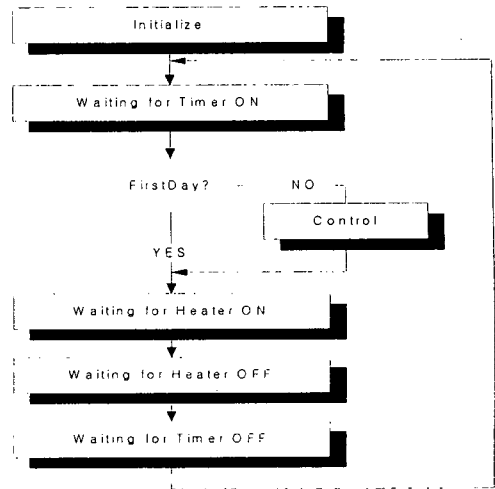 Initialize
Waiting for Timer ON
FirstDay?
NO
Control
YES
Waiting for Heater ON
Waiting for Heater OFF
Waiting for Timer OFF